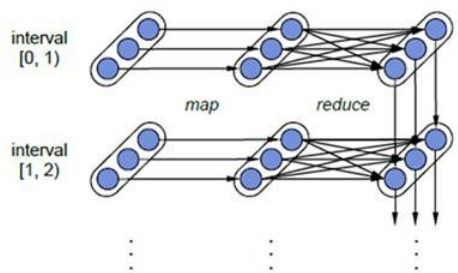 interval
[0, 1)
map
reduce
interval
[1, 2)